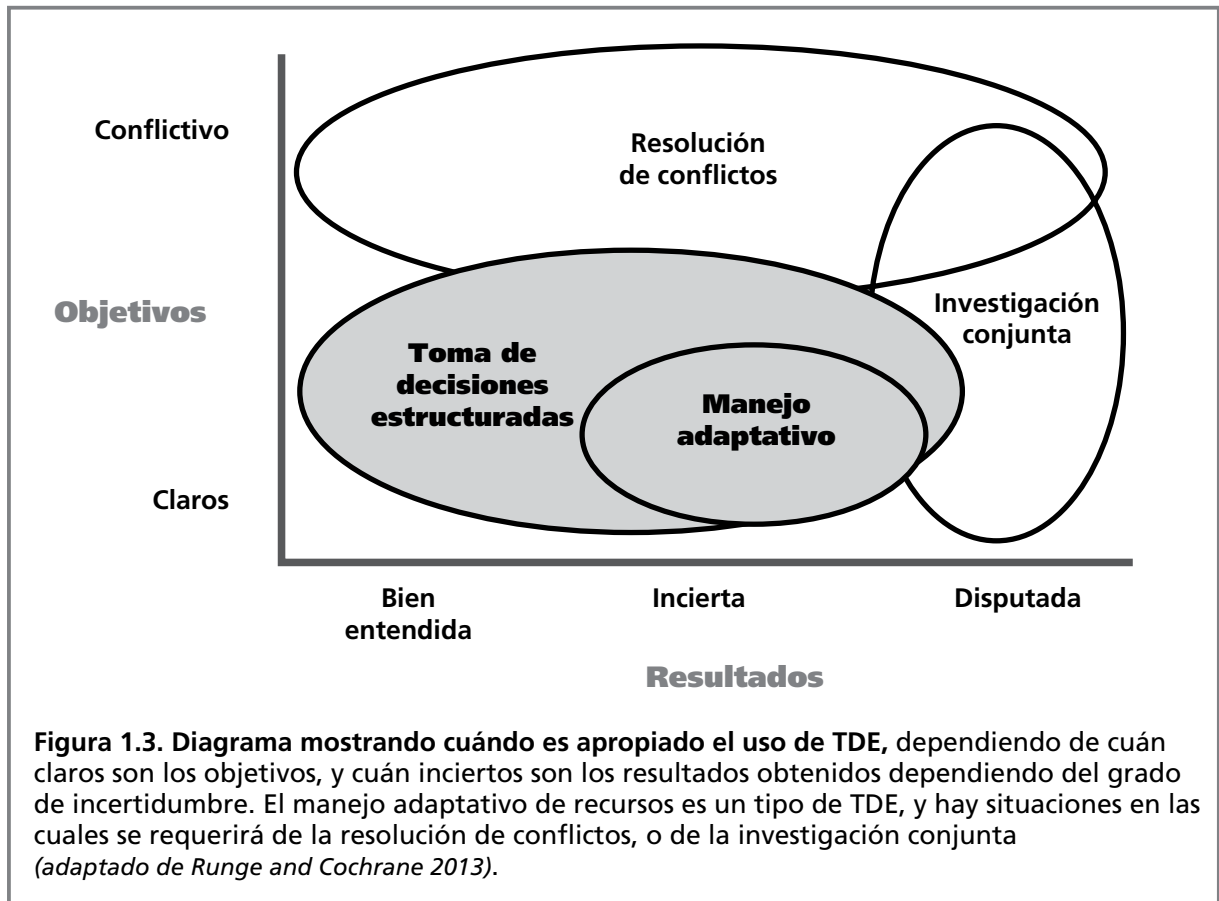 Conflictivo
Resolución
de conflictos
Objetivos
Investigación
conjunta
Toma de
decisiones
estructuradas
Manejo
adaptativo
Claros
Bien
entendida
Incierta
Disputada
Resultados
Figura 1.3. Diagrama mostrando cuándo es apropiado el uso de TDE, dependiendo de cuán
claros son los objetivos, y cuán inciertos son los resultados obtenidos dependiendo del grado
de incertidumbre. El manejo adaptativo de recursos es un tipo de TDE, y hay situaciones en las
cuales se requerirá de la resolución de conflictos, o de la investigación conjunta
(adaptado de Runge and Cochrane 2013).